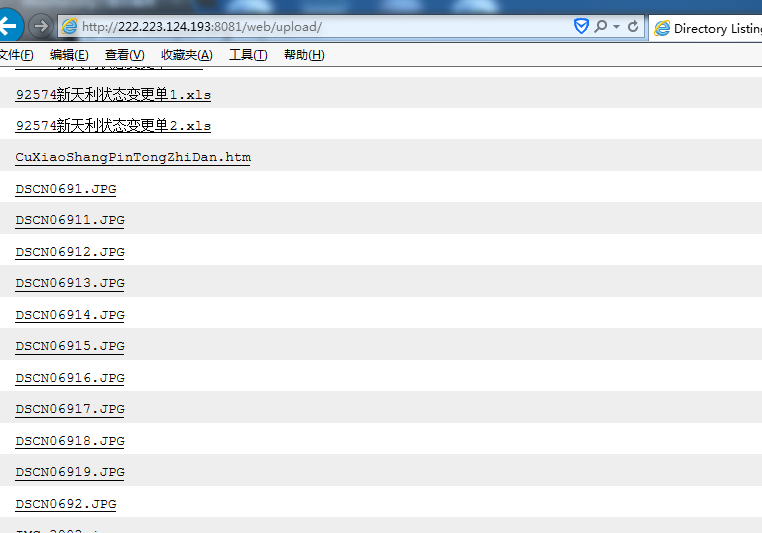 http://222.223.124.193:8081/web/upload/
Directory Listing
文件(F) 编辑(E) 查看(V) 收藏夹(A) 工具(T) 帮助(H)
92574新天利状态变更单1.xls
92574新天利状态变更单2.xls
CuXiaoShangPinTongZhiDan.htm
DSCN0691.JPG
DSCN06911.JPG
DSCN06912.JPG
DSCN06913.JPG
DSCN06914.JPG
DSCN06915.JPG
DSCN06916.JPG
DSCN06917.JPG
DSCN06918.JPG
DSCN06919.JPG
DSCN0692.JPG